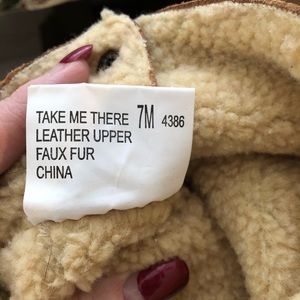 TAKE ME THERE 7M 4386
LEATHER UPPER
FAUX FUR
CHINA